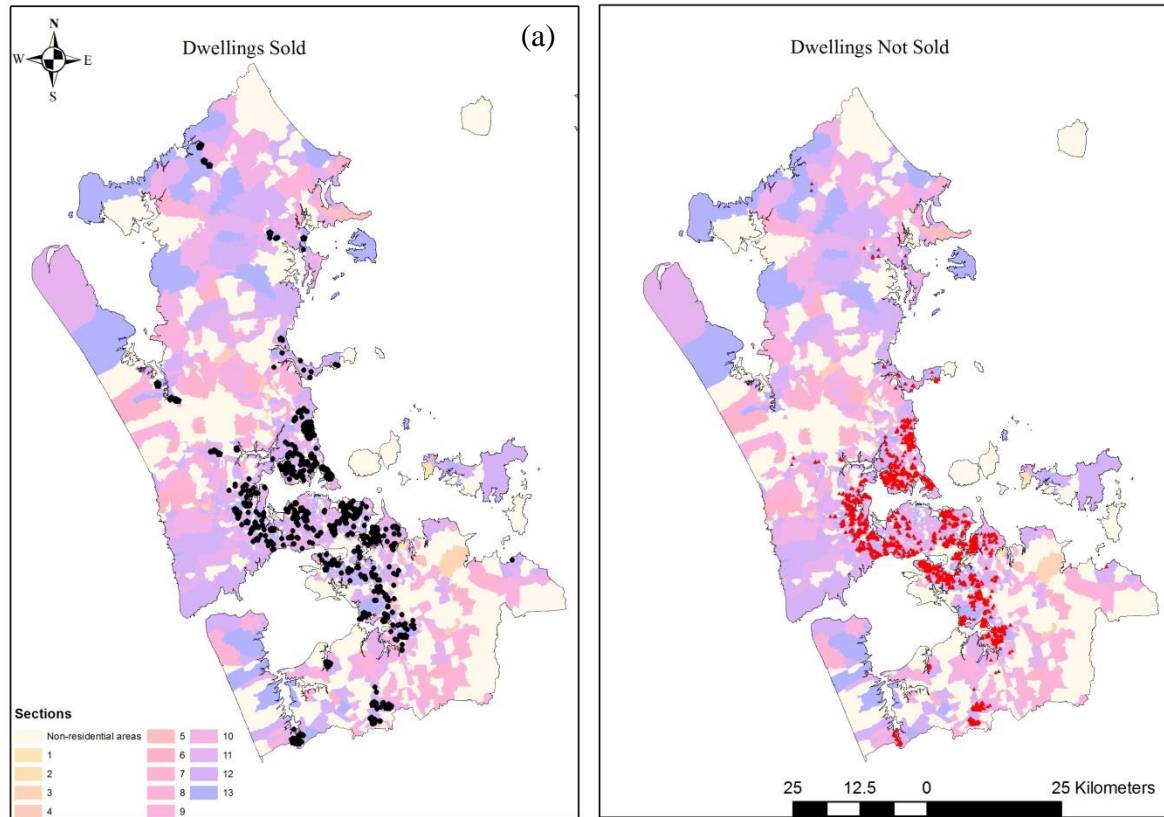 (a)
N
W E
S
Dwellings Sold
Dwellings Not Sold
Sections
Non-residential areas
1
2
3
4
5
6
7
8
9
10
11
12
13
25 12.5 0 25 Kilometers